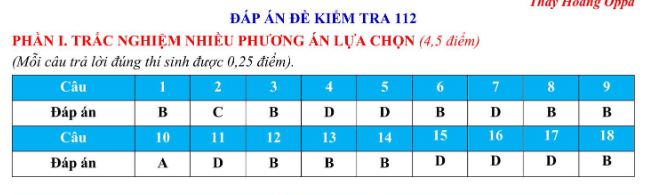 Thầy Hoàng Oppa
ĐÁP ÁN ĐỀ KIỂM TRA 112
PHẦN I. TRẮC NGHIỆM NHIỀU PHƯƠNG ÁN LỰA CHỌN (4,5 điểm)
(Mỗi câu trả lời đúng thí sinh được 0,25 điểm).
Câu 1 2 3 4 5 6 7 8 9
Đáp án B C B D D B D B B
Câu 10 11 12 13 14 15 16 17 18
Đáp án A D B B B D D D B